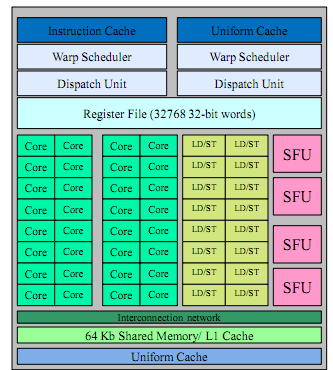 Instruction Cache Uniform Cache
Warp Scheduler Warp Scheduler
Dispatch Unit Dispatch Unit
Register File (32768 32-bit words)
Core Core Core Core LD/ST LD/ST
SFU
Core Core Core Core LD/ST LD/ST
Core Core Core Core LD/ST LD/ST
SFU
Core Core Core Core LD/ST LD/ST
Core Core Core Core LD/ST LD/ST
SFU
Core Core Core Core LD/ST LD/ST
Core Core Core Core LD/ST LD/ST
SFU
Core Core Core Core LD/ST LD/ST
Interconnection network
64 Kb Shared Memory/ L1 Cache
Uniform Cache